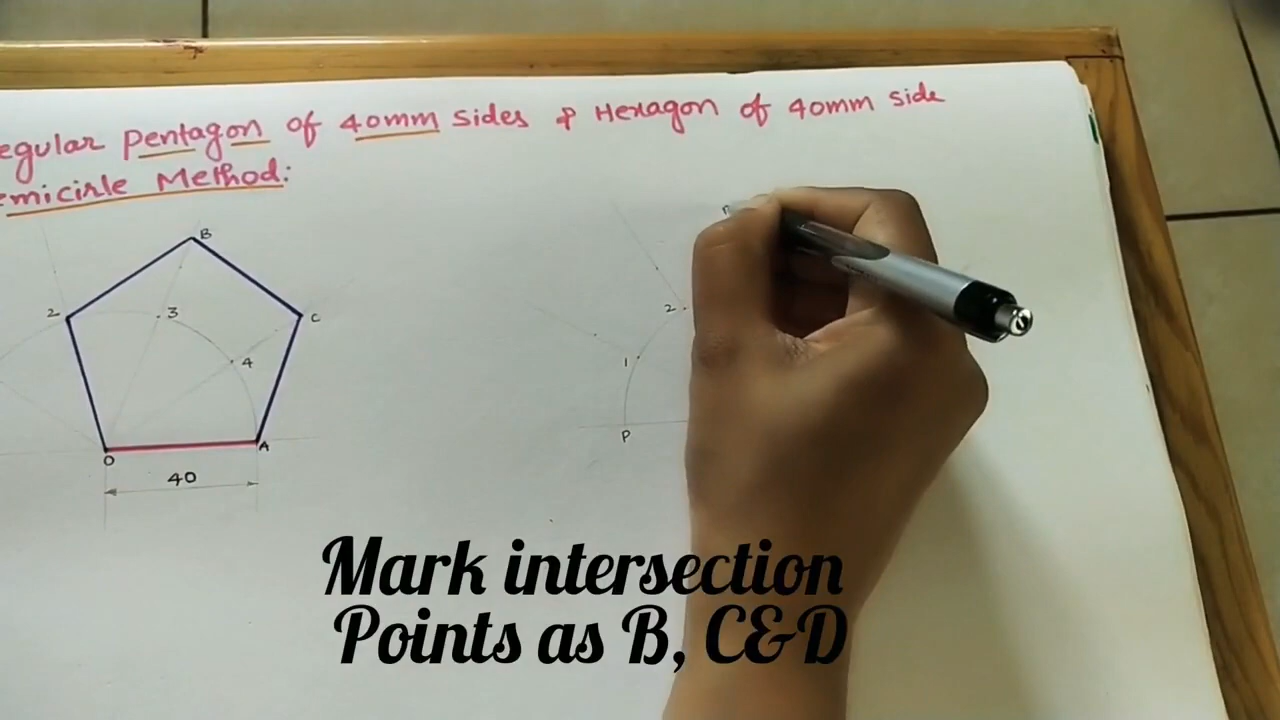 egular pentagon of 40mm sides & Hexagon of 40mm side
emicirle Method:
B
2
3
C
4
O
A
40
2
1
P
Mark intersection
Points as B, C&D